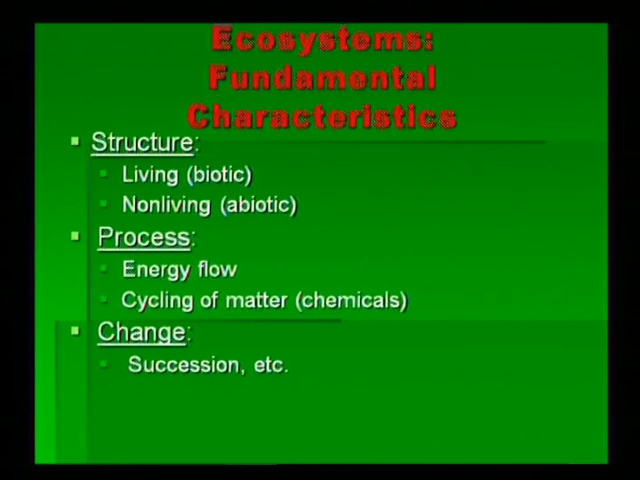 Ecosystems:
Fundamental
Characteristics
Structure:
Living (biotic)
Nonliving (abiotic)
Process:
Energy flow
Cycling of matter (chemicals)
Change:
Succession, etc.